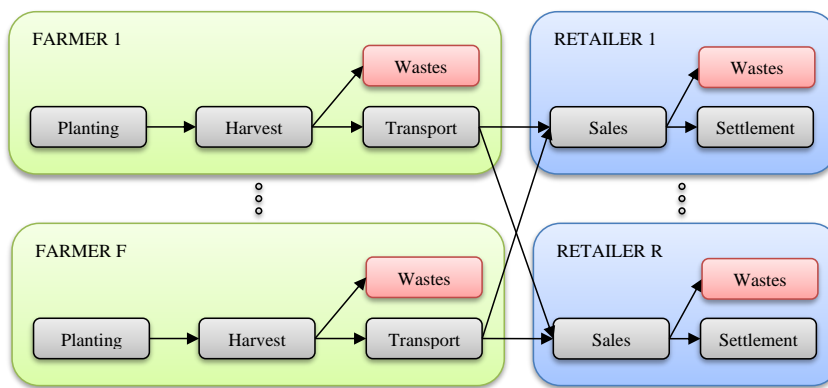 FARMER 1
Wastes
Planting
Harvest
Transport
RETAILER 1
Wastes
Sales
Settlement
FARMER F
Wastes
Planting
Harvest
Transport
RETAILER R
Wastes
Sales
Settlement